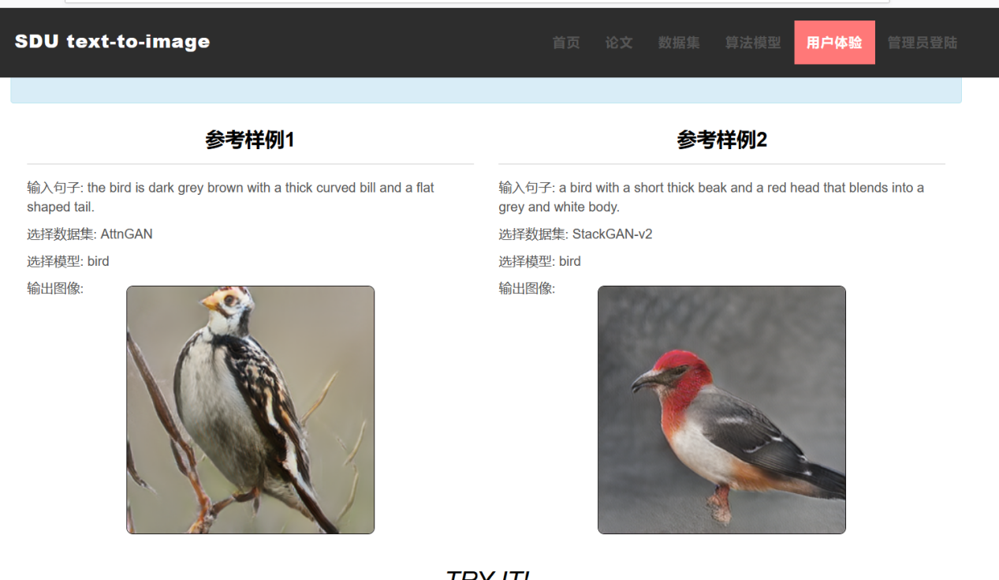 SDU text-to-image
首页 论文 数据集 算法模型 用户体验 管理员登陆
参考样例1
输入句子: the bird is dark grey brown with a thick curved bill and a flat
shaped tail.
选择数据集: AttnGAN
选择模型: bird
输出图像:
参考样例2
输入句子: a bird with a short thick beak and a red head that blends into a
grey and white body.
选择数据集: StackGAN-v2
选择模型: bird
输出图像:
TRY IT!